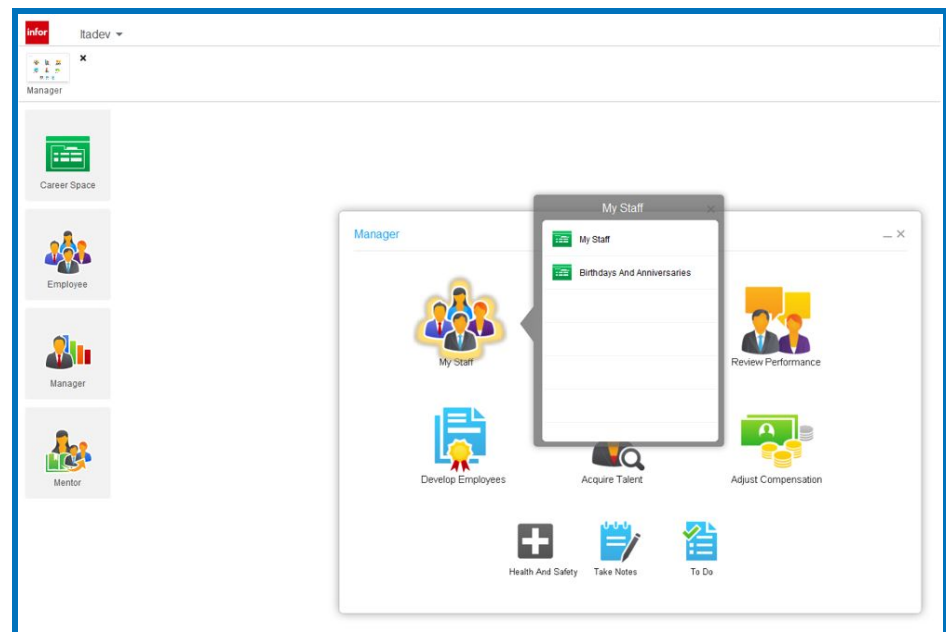 infor ltadev
Manager
Career Space
Employee
Manager
Mentor
Manager
My Staff
My Staff
Birthdays And Anniversaries
My Staff
Review Performance
Develop Employees
Acquire Talent
Adjust Compensation
Health And Safety
Take Notes
To Do